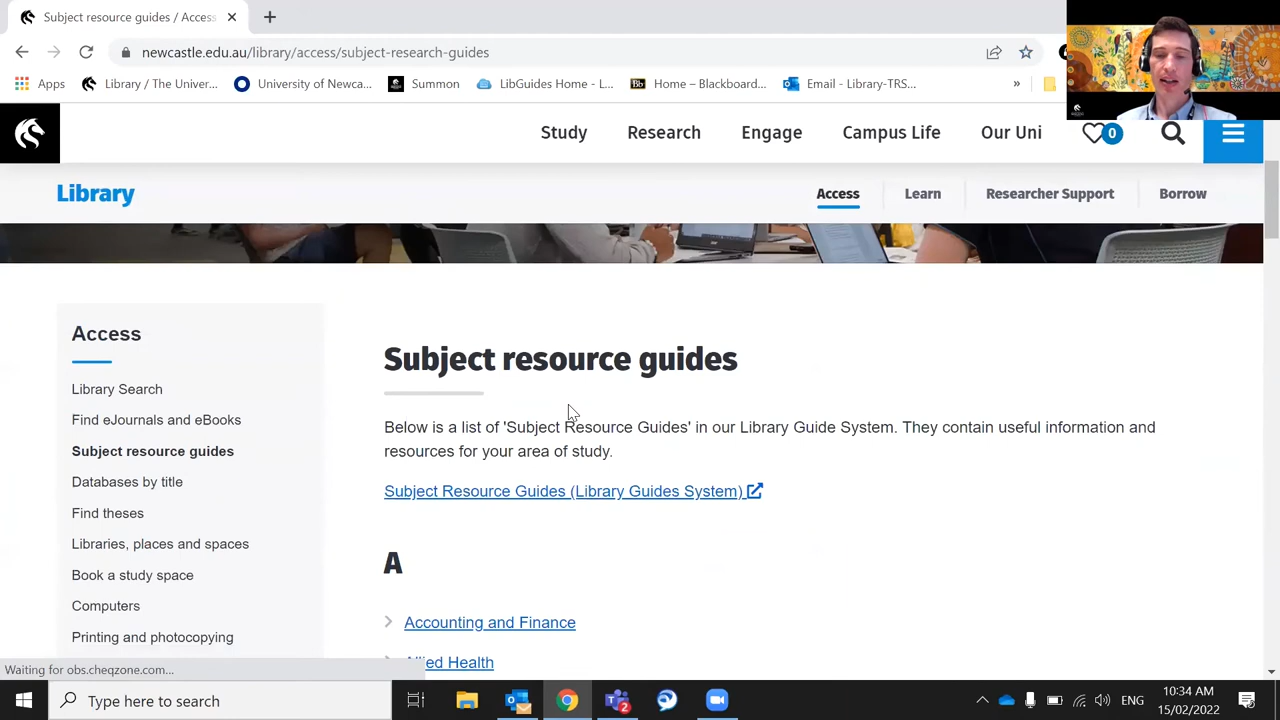 Subject resource guides / Access
newcastle.edu.au/library/access/subject-research-guides
Apps
Library / The Univer...
University of Newca...
Summon
LibGuides Home - L...
Bb
Home – Blackboard...
Email - Library-TRS...
»
Study
Research
Engage
Campus Life
Our Uni
0
Library
Access
Learn
Researcher Support
Borrow
Access
Library Search
Find eJournals and eBooks
Subject resource guides
Databases by title
Find theses
Libraries, places and spaces
Book a study space
Computers
Printing and photocopying
Subject resource guides
Below is a list of 'Subject Resource Guides' in our Library Guide System. They contain useful information and
resources for your area of study.
Subject Resource Guides (Library Guides System)
A
Accounting and Finance
Allied Health
Waiting for obs.cheqzone.com...
Type here to search
2
ENG
10:34 AM
15/02/2022